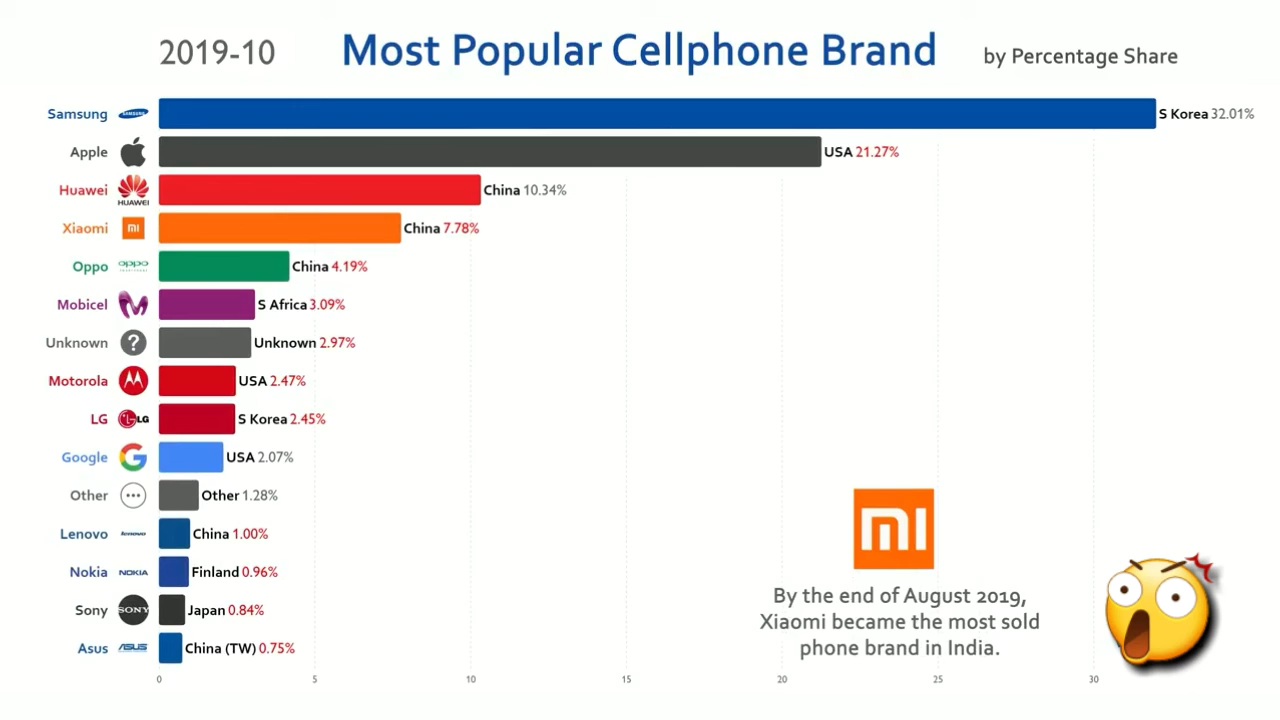 2019-10 Most Popular Cellphone Brand by Percentage Share
Samsung SAMSUNG S Korea 32.01%
Apple USA 21.27%
Huawei HUAWEI China 10.34%
Xiaomi MI China 7.78%
Oppo oppo China 4.19%
Mobicel S Africa 3.09%
Unknown ? Unknown 2.97%
Motorola USA 2.47%
LG LG S Korea 2.45%
Google G USA 2.07%
Other Other 1.28%
Lenovo lenovo China 1.00%
Nokia NOKIA Finland 0.96%
Sony SONY Japan 0.84%
Asus ASUS China (TW) 0.75%
0 5 10 15 20 25 30
MI
By the end of August 2019,
Xiaomi became the most sold
phone brand in India.